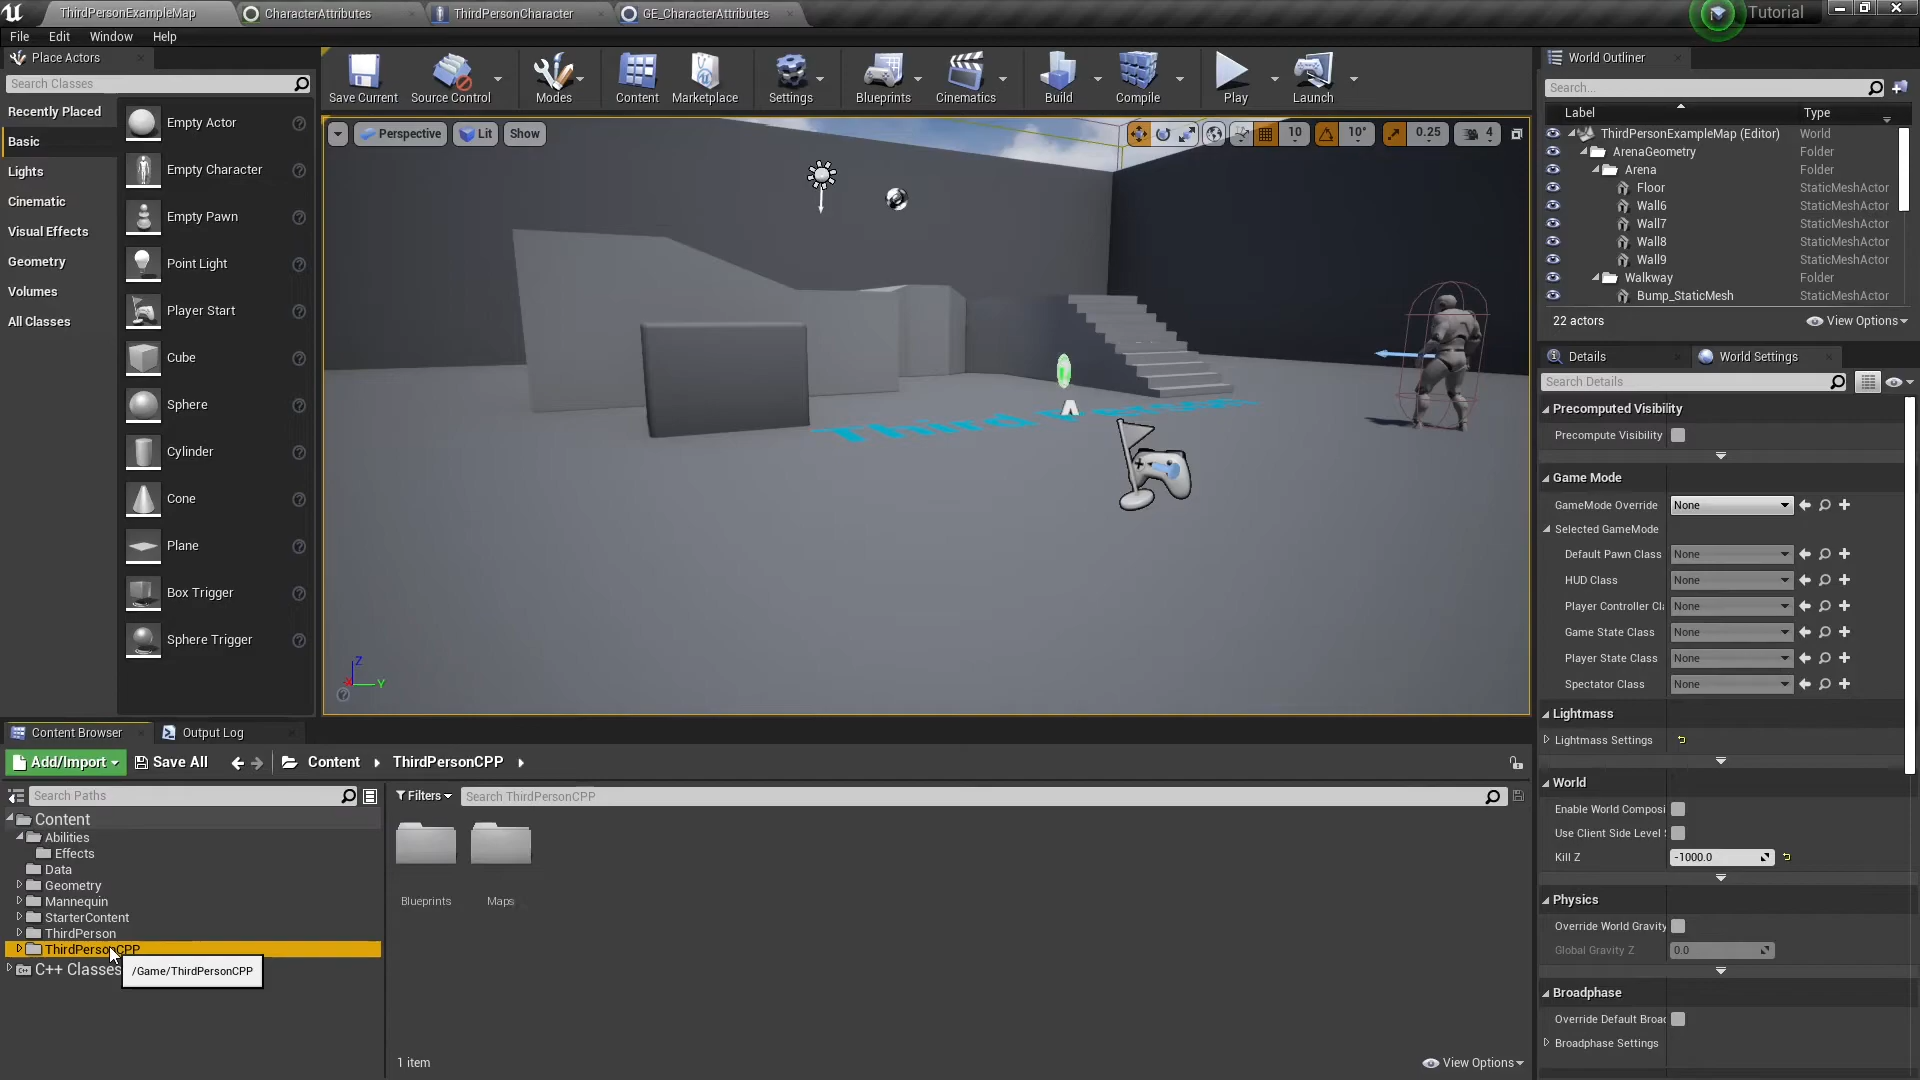 ThirdPersonExampleMap
CharacterAttributes
ThirdPersonCharacter
GE_CharacterAttributes
Tutorial
File
Edit
Window
Help
Place Actors
Search Classes
Recently Placed
Basic
Lights
Cinematic
Visual Effects
Geometry
Volumes
All Classes
Empty Actor
Empty Character
Empty Pawn
Point Light
Player Start
Cube
Sphere
Cylinder
Cone
Plane
Box Trigger
Sphere Trigger
Save Current
Source Control
Modes
Content
Marketplace
Settings
Blueprints
Cinematics
Build
Compile
Play
Launch
Perspective
Lit
Show
10
10°
0.25
4
Z
Y
World Outliner
Search...
Label
Type
ThirdPersonExampleMap (Editor)
World
ArenaGeometry
Folder
Arena
Folder
Floor
StaticMeshActor
Wall6
StaticMeshActor
Wall7
StaticMeshActor
Wall8
StaticMeshActor
Wall9
StaticMeshActor
Walkway
Folder
Bump_StaticMesh
StaticMeshActor
22 actors
View Options
Details
World Settings
Search Details
Precomputed Visibility
Precompute Visibility
Game Mode
GameMode Override
None
Selected GameMode
Default Pawn Class
None
HUD Class
None
Player Controller Cl
None
Game State Class
None
Player State Class
None
Spectator Class
None
Lightmass
Lightmass Settings
World
Enable World Composi
Use Client Side Level
Kill Z
-1000.0
Physics
Override World Gravity
Global Gravity Z
0.0
Broadphase
Override Default Broad
Broadphase Settings
Content Browser
Output Log
Add/Import
Save All
Content
ThirdPersonCPP
Search Paths
Filters
Search ThirdPersonCPP
Content
Abilities
Effects
Data
Geometry
Mannequin
StarterContent
ThirdPerson
ThirdPersonCPP
C++ Classes
/Game/ThirdPersonCPP
Blueprints
Maps
1 item
View Options